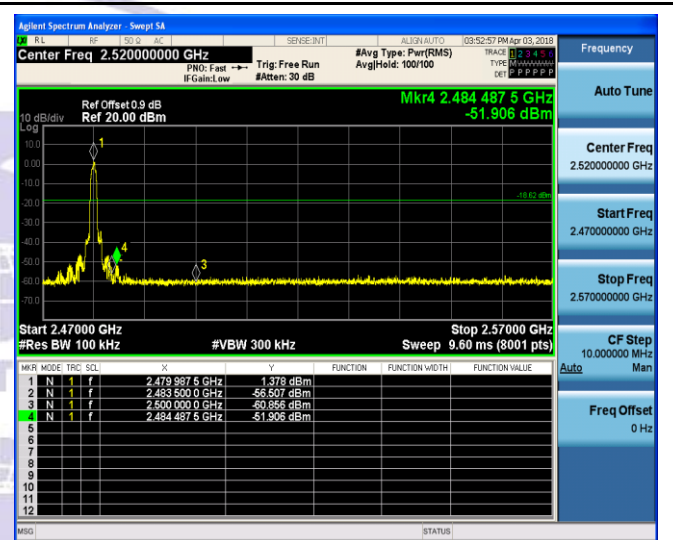 Agilent Spectrum Analyzer - Swept SA
RL RF 50 Ω AC SENSE:INT ALIGN AUTO 03:52:57 PM Apr 03, 2018
Center Freq 2.520000000 GHz
PNO: Fast
IFGain:Low
Trig: Free Run
#Atten: 30 dB
#Avg Type: Pwr(RMS)
Avg|Hold: 100/100
TRACE 1 2 3 4 5 6
TYPE M
DET P P P P P P
Frequency
Auto Tune
Center Freq
2.520000000 GHz
Start Freq
2.470000000 GHz
Stop Freq
2.570000000 GHz
CF Step
10.000000 MHz
Auto Man
Freq Offset
0 Hz
Mkr4 2.484 487 5 GHz
-51.906 dBm
Ref Offset 0.9 dB
Ref 20.00 dBm
10 dB/div
Log
10.0
0.00
-10.0
-20.0
-30.0
-40.0
-50.0
-60.0
-70.0
1
4
3
-18.62 dBm
Start 2.47000 GHz Stop 2.57000 GHz
#Res BW 100 kHz #VBW 300 kHz Sweep 9.60 ms (8001 pts)
MKR MODE TRC SCL X Y FUNCTION FUNCTION WIDTH FUNCTION VALUE
1 N 1 f 2.479 987 5 GHz 1.378 dBm
2 N 1 f 2.483 500 0 GHz -56.507 dBm
3 N 1 f 2.500 000 0 GHz -60.856 dBm
4 N 1 f 2.484 487 5 GHz -51.906 dBm
5
6
7
8
9
10
11
12
MSG STATUS